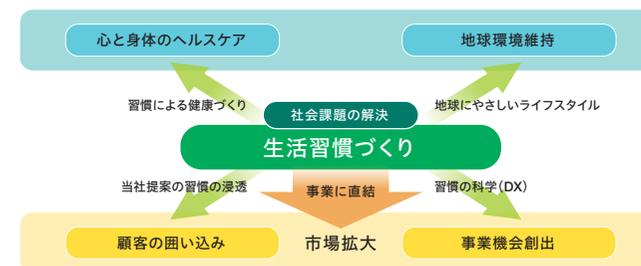 心と身体のヘルスケア
地球環境維持
習慣による健康づくり
社会課題の解決
地球にやさしいライフスタイル
生活習慣づくり
当社提案の習慣の浸透
事業に直結
習慣の科学（DX）
顧客の囲い込み
市場拡大
事業機会創出